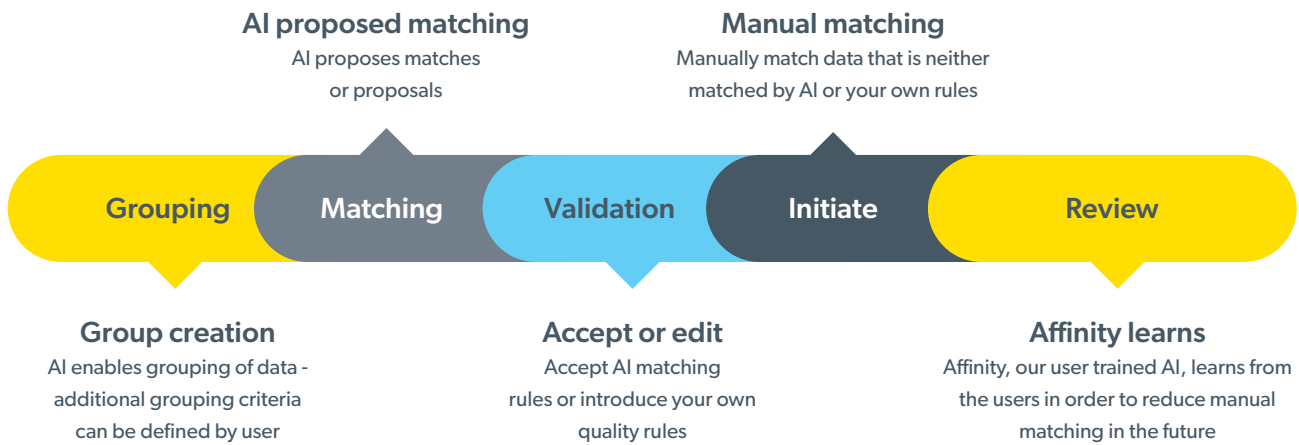 AI proposed matching
AI proposes matches
or proposals
Manual matching
Manually match data that is neither
matched by AI or your own rules
Grouping
Matching
Validation
Initiate
Review
Group creation
AI enables grouping of data -
additional grouping criteria
can be defined by user
Accept or edit
Accept AI matching
rules or introduce your own
quality rules
Affinity learns
Affinity, our user trained AI, learns from
the users in order to reduce manual
matching in the future